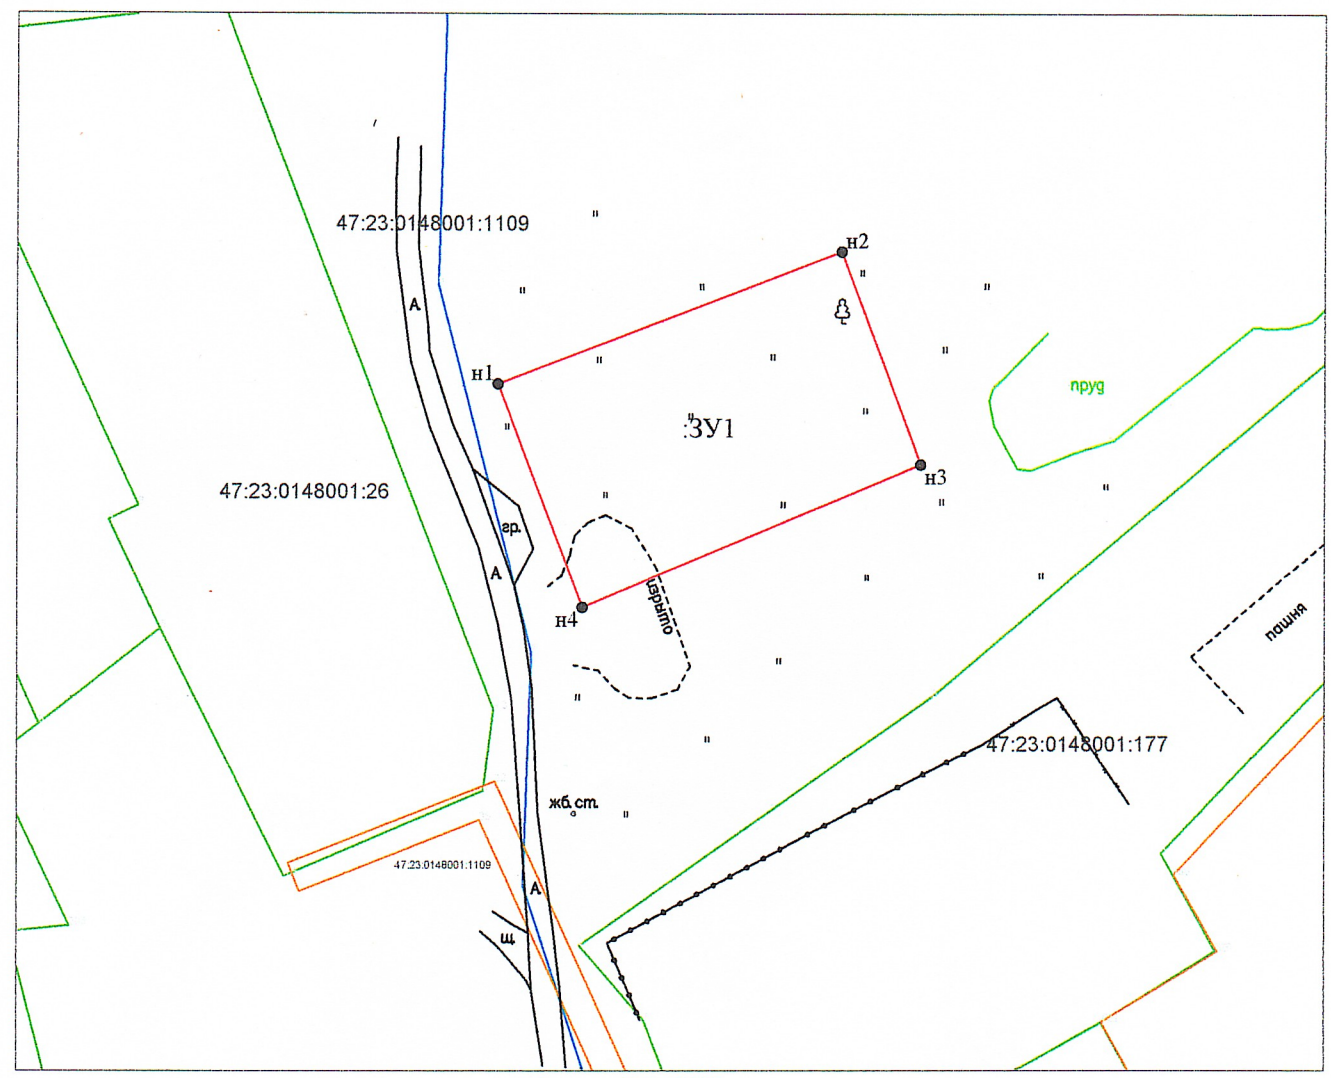 47:23:0148001:1109
н2
А
н1
пруд
:ЗУ1
н3
47:23:0148001:26
гр.
А
изрыто
н4
пашня
47:23:0148001:177
жб. ст.
47:23:0148001:1109
А
щ